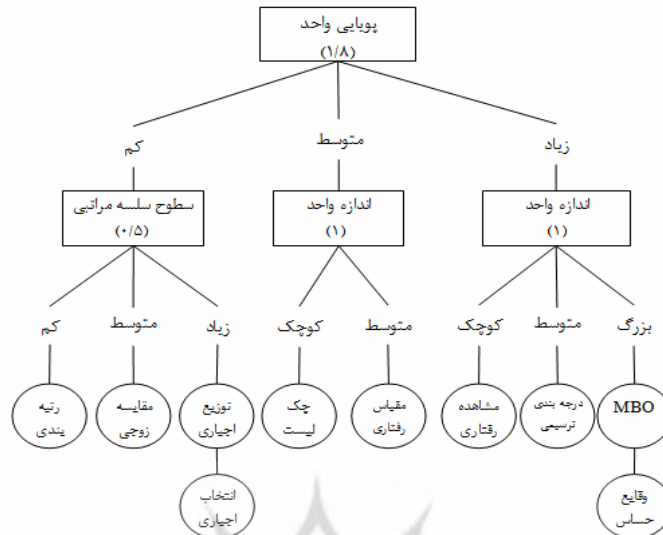 پویایی واحد
(۱/۸)
زیاد
متوسط
کم
اندازه واحد
(۱)
اندازه واحد
(۱)
سطوح سلسه مراتبی
(۰/۵)
بزرگ
متوسط
کوچک
متوسط
کوچک
زیاد
متوسط
کم
MBO
درجه بندی
ترسیمی
مشاهده
رفتاری
مقیاس
رفتاری
چک
لیست
توزیع
اجباری
مقایسه
زوجی
رتبه
بندی
وقایع
حساس
انتخاب
اجباری